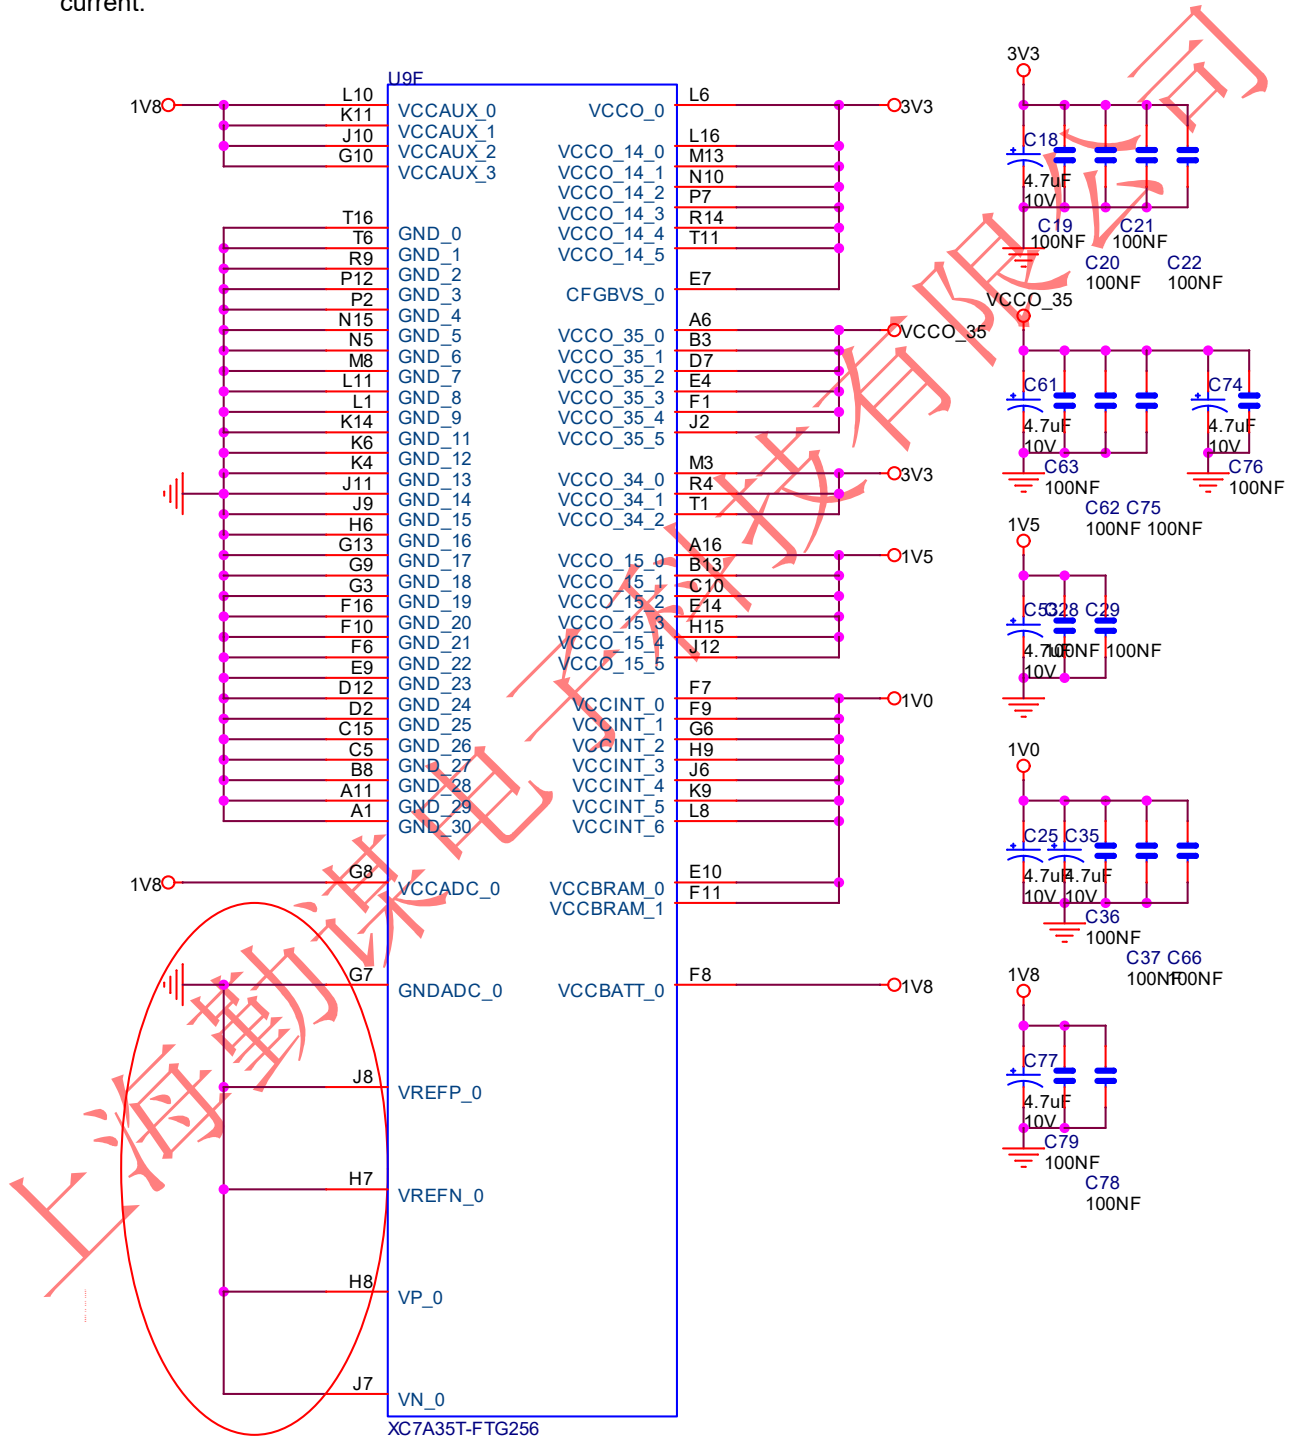 current.
U9F
1V8
L10 VCCAUX_0
K11 VCCAUX_1
J10 VCCAUX_2
G10 VCCAUX_3
T16 GND_0
T6 GND_1
R9 GND_2
P12 GND_3
P2 GND_4
N15 GND_5
N5 GND_6
M8 GND_7
L11 GND_8
L1 GND_9
K14 GND_11
K6 GND_12
K4 GND_13
J11 GND_14
J9 GND_15
H6 GND_16
G13 GND_17
G9 GND_18
G3 GND_19
F16 GND_20
F10 GND_21
F6 GND_22
E9 GND_23
D12 GND_24
D2 GND_25
C15 GND_26
C5 GND_27
B8 GND_28
A11 GND_29
A1 GND_30
1V8 G8 VCCADC_0
G7 GNDADC_0
J8 VREFP_0
H7 VREFN_0
H8 VP_0
J7 VN_0
VCCO_0 L6 3V3
VCCO_14_0 L16
VCCO_14_1 M13
VCCO_14_2 N10
VCCO_14_3 P7
VCCO_14_4 R14
VCCO_14_5 T11
CFGBVS_0 E7
VCCO_35_0 A6 VCCO_35
VCCO_35_1 B3
VCCO_35_2 D7
VCCO_35_3 E4
VCCO_35_4 F1
VCCO_35_5 J2
VCCO_34_0 M3 3V3
VCCO_34_1 R4
VCCO_34_2 T1
VCCO_15_0 A16 1V5
VCCO_15_1 B13
VCCO_15_2 C10
VCCO_15_3 E14
VCCO_15_4 H15
VCCO_15_5 J12
VCCINT_0 F7 1V0
VCCINT_1 F9
VCCINT_2 G6
VCCINT_3 H9
VCCINT_4 J6
VCCINT_5 K9
VCCINT_6 L8
VCCBRAM_0 E10
VCCBRAM_1 F11
VCCBATT_0 F8 1V8
XC7A35T-FTG256
3V3
C18
4.7uF
10V
C19 C21
100NF 100NF
C20 C22
100NF 100NF
VCCO_35
C61 C74
4.7uF 4.7uF
10V 10V
C63 C76
100NF 100NF
C62 C75
100NF 100NF
1V5
C53 C28 C29
4.7uF 100NF 100NF
10V
1V0
C25 C35
4.7uF 4.7uF
10V 10V
C36
100NF
C37 C66
100NF 100NF
1V8
C77
4.7uF
10V
C79
100NF
C78
100NF
上海勤谋电子科技有限公司